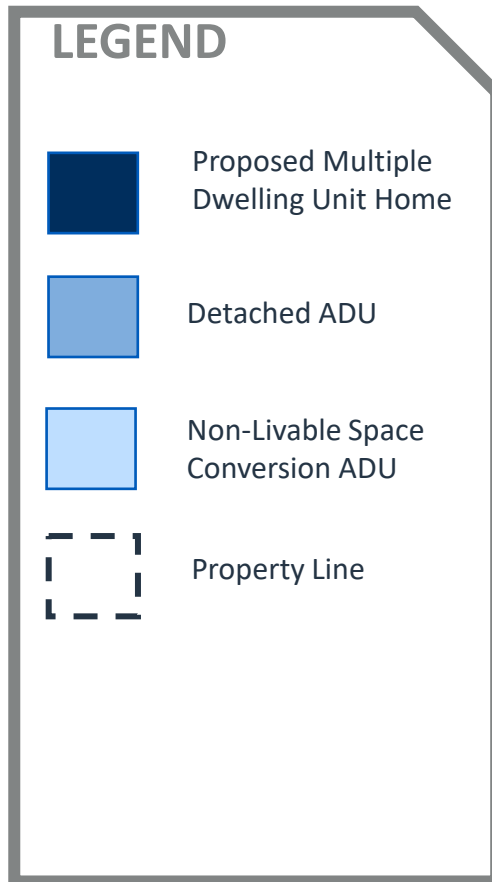 LEGEND
Proposed Multiple
Dwelling Unit Home
Detached ADU
Non-Livable Space
Conversion ADU
Property Line